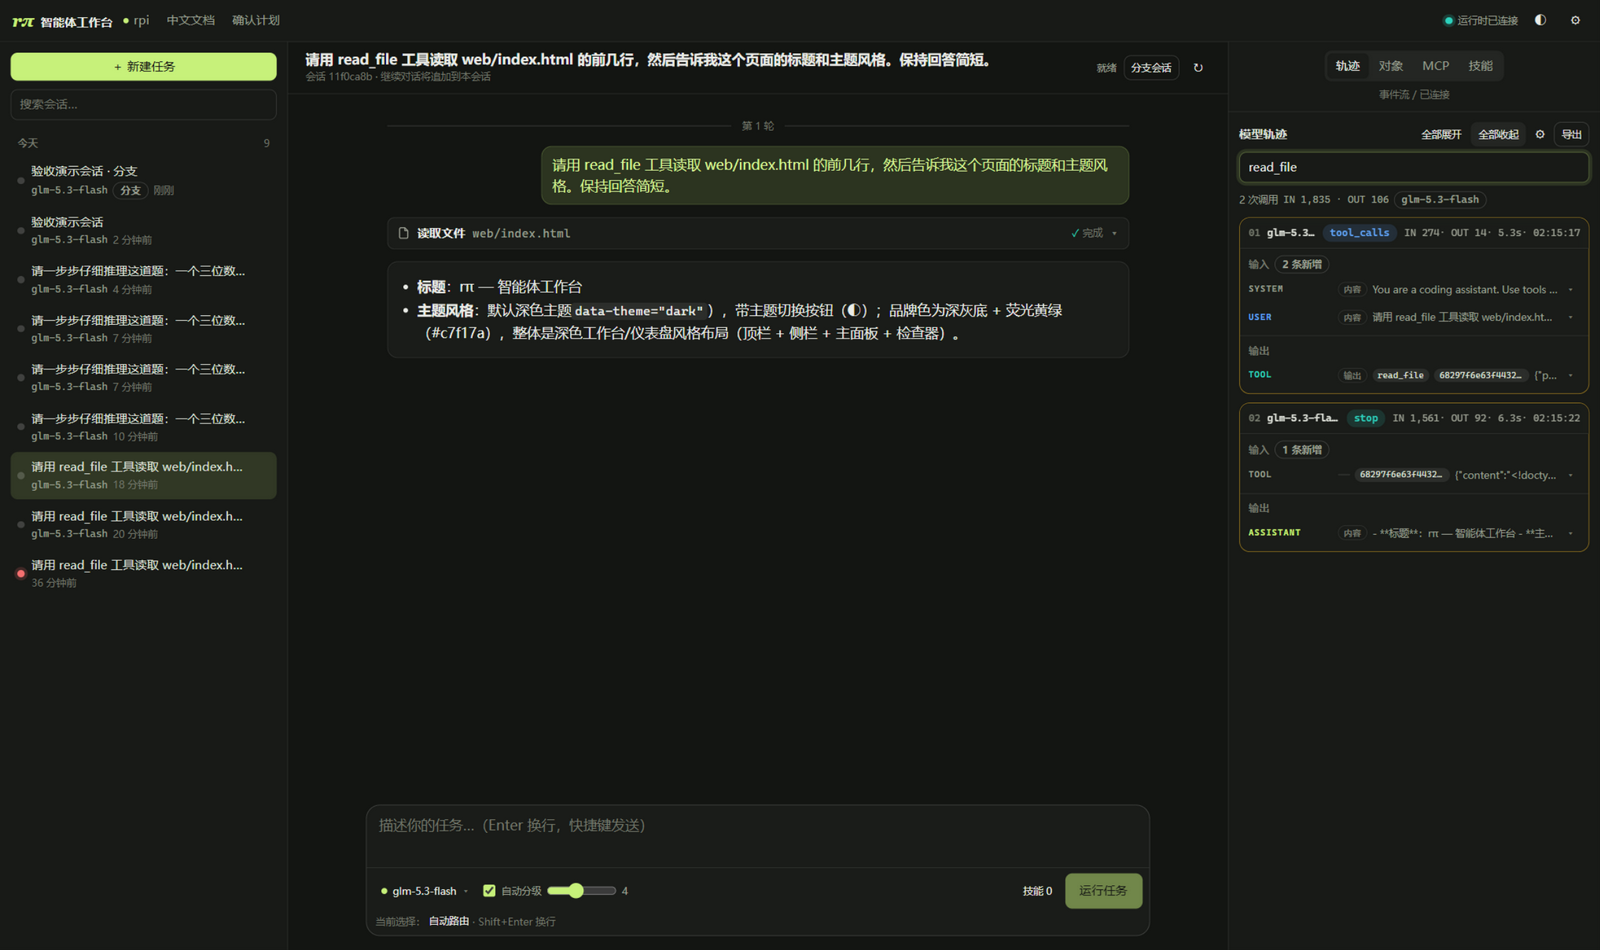 rπ 智能体工作台 rpi 中文文档 确认计划
运行时已连接
+ 新建任务
搜索会话...
今天 9
验收演示会话 · 分支
glm-5.3-flash 分支 刚刚
验收演示会话
glm-5.3-flash 2 分钟前
请一步步仔细推理这道题：一个三位数...
glm-5.3-flash 4 分钟前
请一步步仔细推理这道题：一个三位数...
glm-5.3-flash 7 分钟前
请一步步仔细推理这道题：一个三位数...
glm-5.3-flash 7 分钟前
请一步步仔细推理这道题：一个三位数...
glm-5.3-flash 10 分钟前
请用 read_file 工具读取 web/index.h...
glm-5.3-flash 18 分钟前
请用 read_file 工具读取 web/index.h...
glm-5.3-flash 20 分钟前
请用 read_file 工具读取 web/index.h...
36 分钟前
请用 read_file 工具读取 web/index.html 的前几行，然后告诉我这个页面的标题和主题风格。保持回答简短。
会话 11f0ca8b · 继续对话将追加到本会话
就绪 分支会话 ↻
第 1 轮
请用 read_file 工具读取 web/index.html 的前几行，然后告诉我这个页面的标题和主题风格。保持回答简短。
读取文件 web/index.html ✓ 完成
• 标题：rπ — 智能体工作台
• 主题风格：默认深色主题 data-theme="dark"），带主题切换按钮（◐）；品牌色为深灰底 + 荧光黄绿
（#c7f17a），整体是深色工作台/仪表盘风格布局（顶栏 + 侧栏 + 主面板 + 检查器）。
描述你的任务...（Enter 换行，快捷键发送）
glm-5.3-flash 自动分级 4 技能 0 运行任务
当前选择： 自动路由 · Shift+Enter 换行
轨迹 对象 MCP 技能
事件流 / 已连接
模型轨迹 全部展开 全部收起 导出
read_file
2 次调用 IN 1,835 · OUT 106 glm-5.3-flash
01 glm-5.3... tool_calls IN 274· OUT 14· 5.3s· 02:15:17
输入 2 条新增
SYSTEM 内容 You are a coding assistant. Use tools ...
USER 内容 请用 read_file 工具读取 web/index.ht...
输出
TOOL 输出 read_file 68297f6e63f4432... {"p...
02 glm-5.3-fla... stop IN 1,561· OUT 92· 6.3s· 02:15:22
输入 1 条新增
TOOL — 68297f6e63f4432... {"content":"<!docty...
输出
ASSISTANT 内容 - **标题**：rπ — 智能体工作台 - **主...